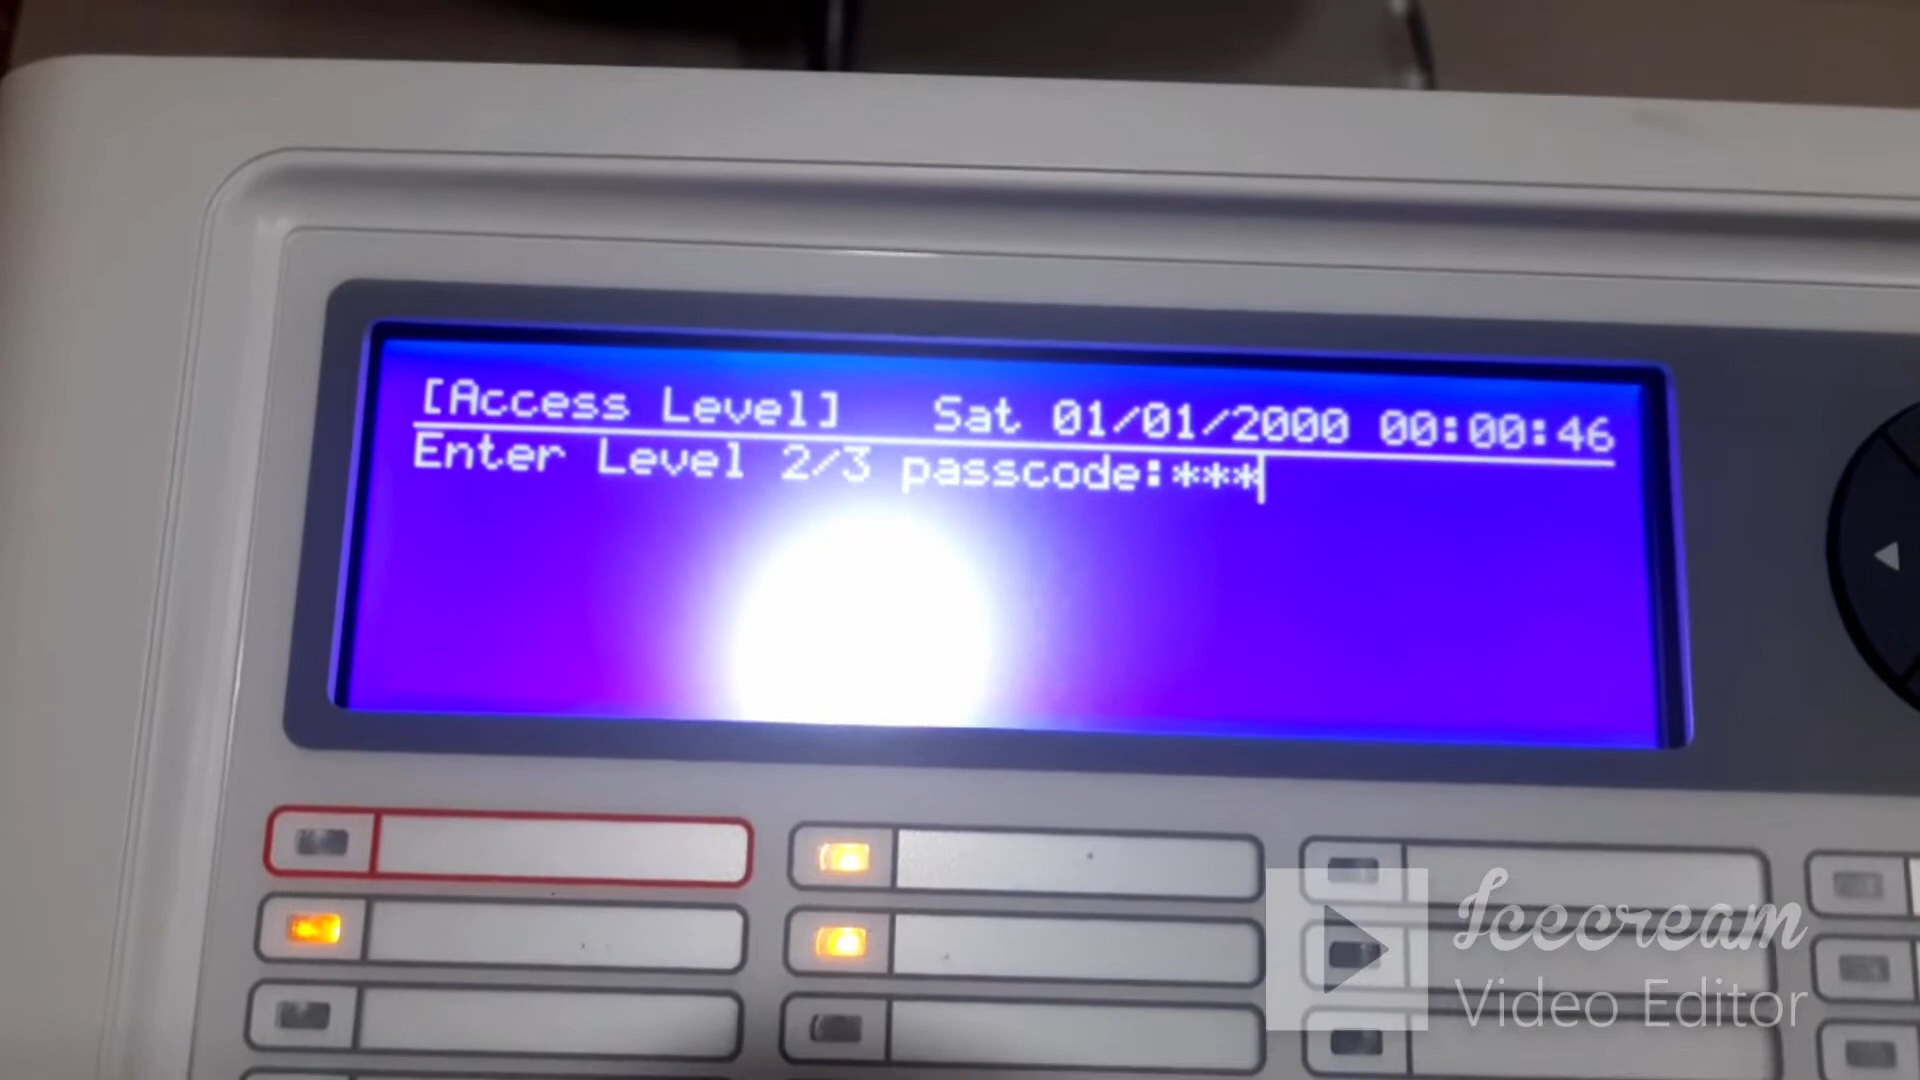 [Access Level] Sat 01/01/2000 00:00:46
Enter Level 2/3 passcode:***
Icecream
Video Editor